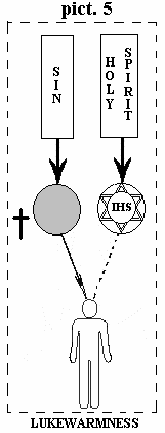 pict. 5
SIN
HOLY
SPIRIT
IHS
LUKEWARMNESS